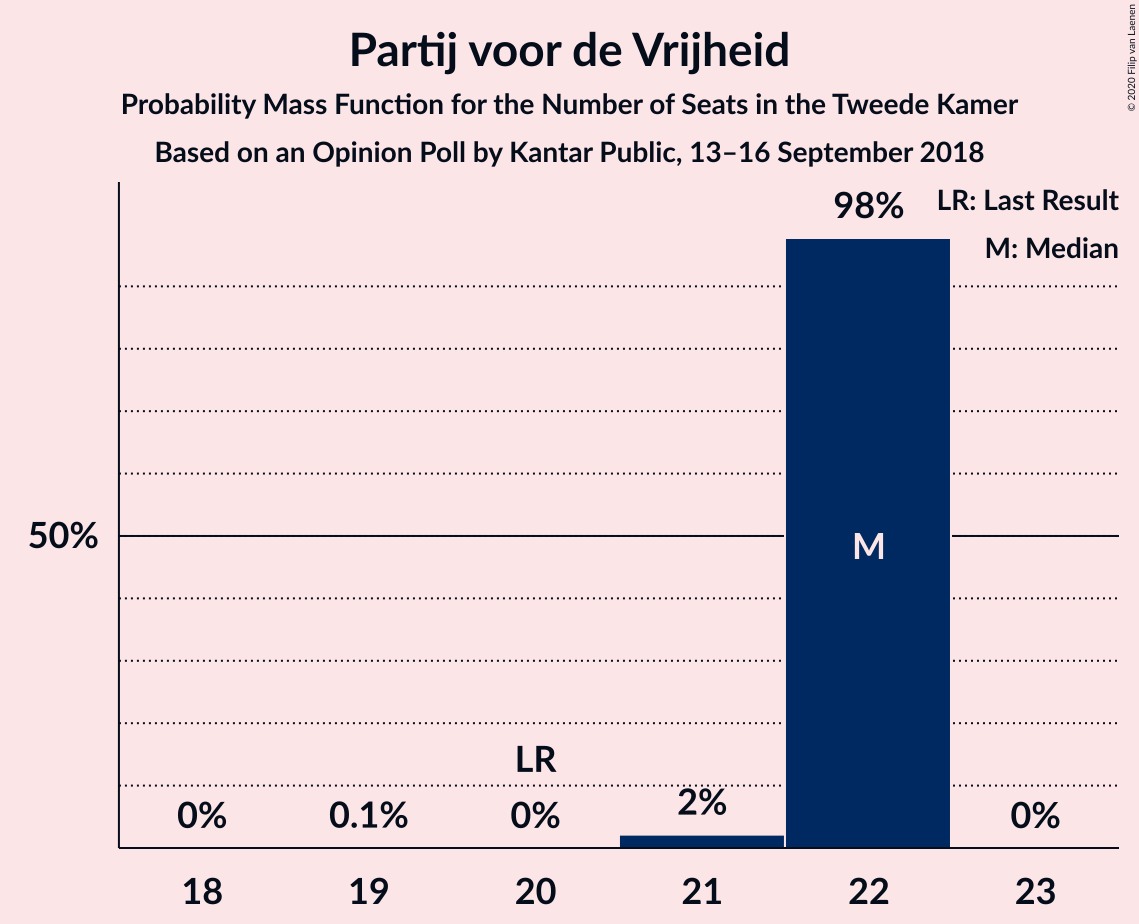 Partij voor de Vrijheid
Probability Mass Function for the Number of Seats in the Tweede Kamer
Based on an Opinion Poll by Kantar Public, 13–16 September 2018
© 2020 Filip van Laenen
LR: Last Result
M: Median
98%
50%
M
LR
0%
0.1%
0%
2%
0%
18
19
20
21
22
23